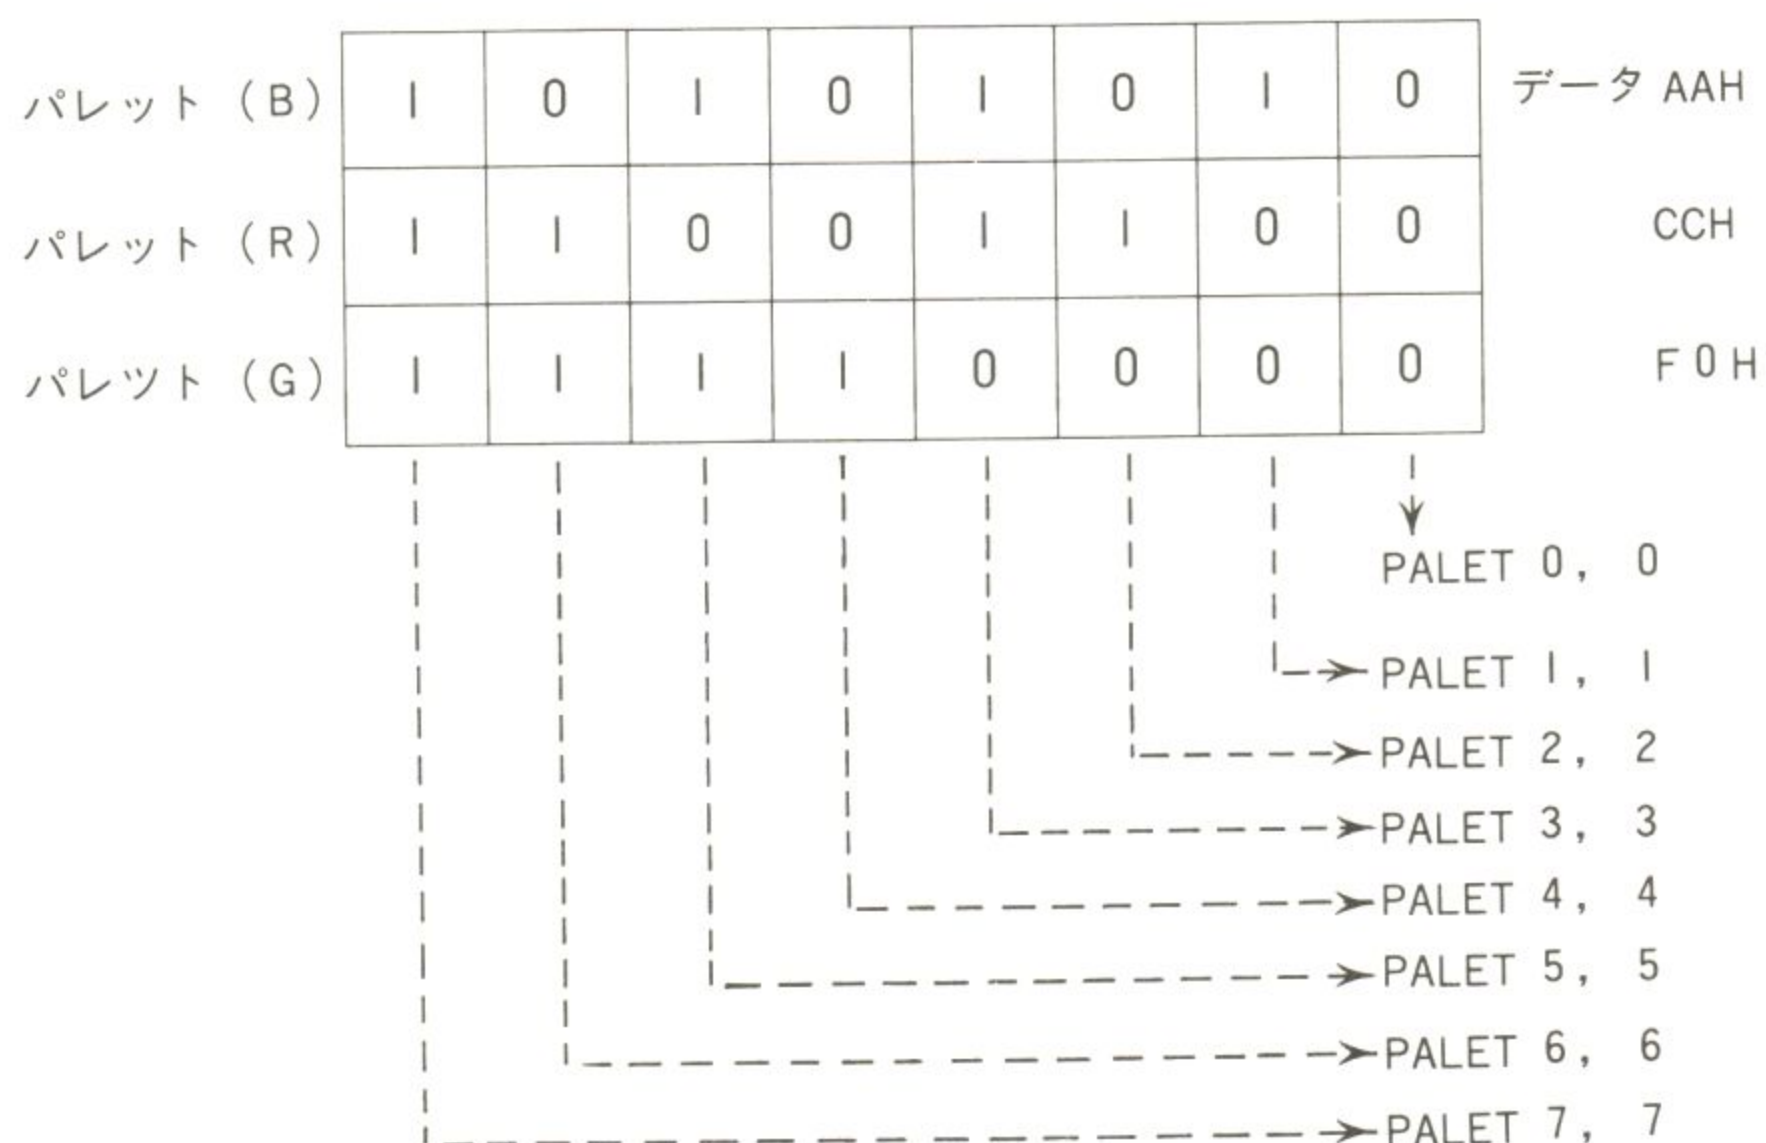 パレット (B) 1 0 1 0 1 0 1 0 データ AAH
パレット (R) 1 1 0 0 1 1 0 0 CCH
パレツト (G) 1 1 1 1 0 0 0 0 F0H
PALET 0, 0
PALET 1, 1
PALET 2, 2
PALET 3, 3
PALET 4, 4
PALET 5, 5
PALET 6, 6
PALET 7, 7